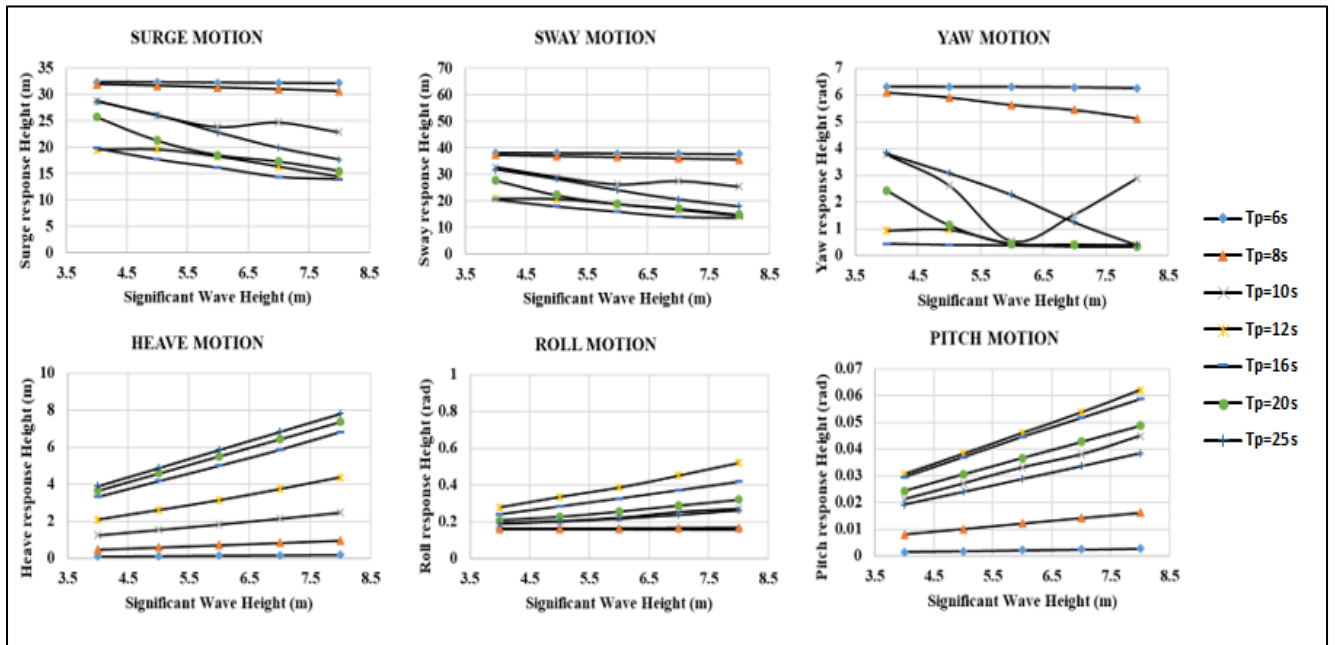 SURGE MOTION
Surge response Height (m)
35
30
25
20
15
10
5
0
3.5 4.5 5.5 6.5 7.5 8.5
Significant Wave Height (m)
SWAY MOTION
Sway response Height (m)
70
60
50
40
30
20
10
0
3.5 4.5 5.5 6.5 7.5 8.5
Significant Wave Height (m)
YAW MOTION
Yaw response Height (rad)
7
6
5
4
3
2
1
0
3.5 4.5 5.5 6.5 7.5 8.5
Significant Wave Height (m)
HEAVE MOTION
Heave response Height (m)
10
8
6
4
2
0
3.5 4.5 5.5 6.5 7.5 8.5
Significant Wave Height (m)
ROLL MOTION
Roll response Height (rad)
1
0.8
0.6
0.4
0.2
0
3.5 4.5 5.5 6.5 7.5 8.5
Significant Wave Height (m)
PITCH MOTION
Pitch response Height (rad)
0.07
0.06
0.05
0.04
0.03
0.02
0.01
0
3.5 4.5 5.5 6.5 7.5 8.5
Significant Wave Height (m)
Tp=6s
Tp=8s
Tp=10s
Tp=12s
Tp=16s
Tp=20s
Tp=25s